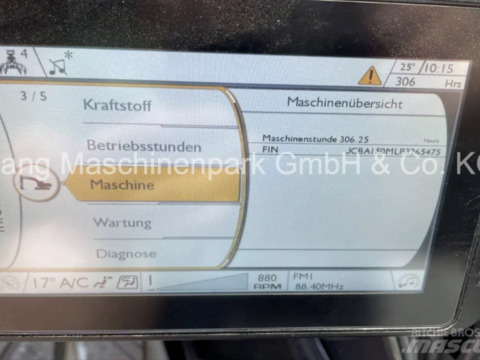 4
25° 10:15
306 Hrs
3 / 5
Kraftstoff
Betriebsstunden
Maschine
Wartung
Diagnose
Maschinenübersicht
Maschinenstunde 306.25 Hours
FIN
ang Maschinenpark GmbH & Co. K
17° A/C
880 RPM
FM1
88.40MHz